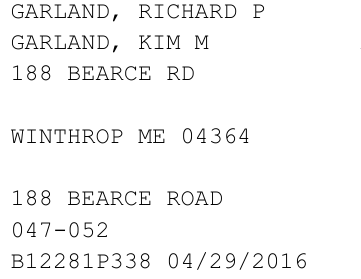 GARLAND, RICHARD P
GARLAND, KIM M
188 BEARCE RD
WINTHROP ME 04364
188 BEARCE ROAD
047-052
B12281P338 04/29/2016